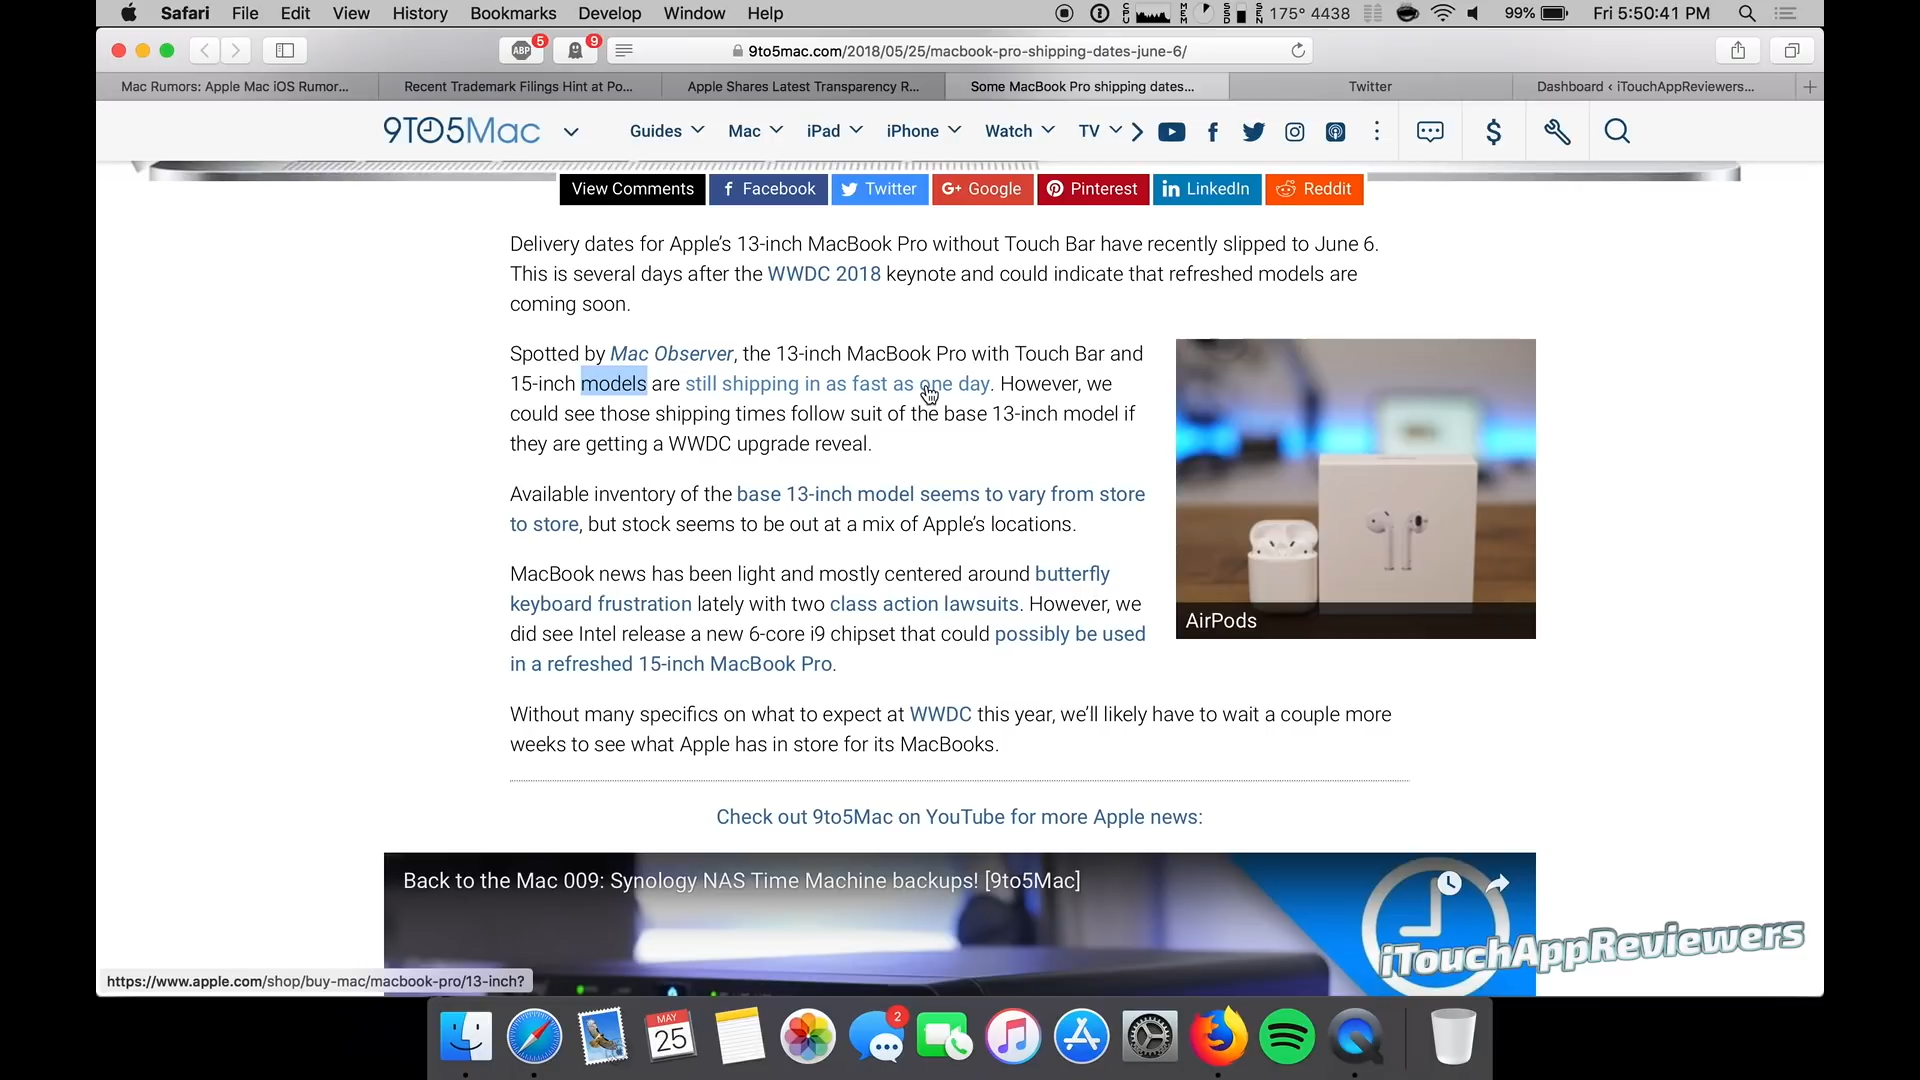 Safari File Edit View History Bookmarks Develop Window Help
CPU MEM SSD SEN 175° 4438 99% Fri 5:50:41 PM
ABP 5 9 9to5mac.com/2018/05/25/macbook-pro-shipping-dates-june-6/
Mac Rumors: Apple Mac iOS Rumor... Recent Trademark Filings Hint at Po... Apple Shares Latest Transparency R... Some MacBook Pro shipping dates... Twitter Dashboard ‹ iTouchAppReviewers...
9TO5Mac Guides Mac iPad iPhone Watch TV
View Comments Facebook Twitter G+ Google Pinterest LinkedIn Reddit
Delivery dates for Apple’s 13-inch MacBook Pro without Touch Bar have recently slipped to June 6.
This is several days after the WWDC 2018 keynote and could indicate that refreshed models are
coming soon.
Spotted by Mac Observer, the 13-inch MacBook Pro with Touch Bar and
15-inch models are still shipping in as fast as one day. However, we
could see those shipping times follow suit of the base 13-inch model if
they are getting a WWDC upgrade reveal.
Available inventory of the base 13-inch model seems to vary from store
to store, but stock seems to be out at a mix of Apple’s locations.
MacBook news has been light and mostly centered around butterfly
keyboard frustration lately with two class action lawsuits. However, we
did see Intel release a new 6-core i9 chipset that could possibly be used
in a refreshed 15-inch MacBook Pro.
AirPods
Without many specifics on what to expect at WWDC this year, we’ll likely have to wait a couple more
weeks to see what Apple has in store for its MacBooks.
Check out 9to5Mac on YouTube for more Apple news:
Back to the Mac 009: Synology NAS Time Machine backups! [9to5Mac]
iTouchAppReviewers
https://www.apple.com/shop/buy-mac/macbook-pro/13-inch?
MAY
25
2